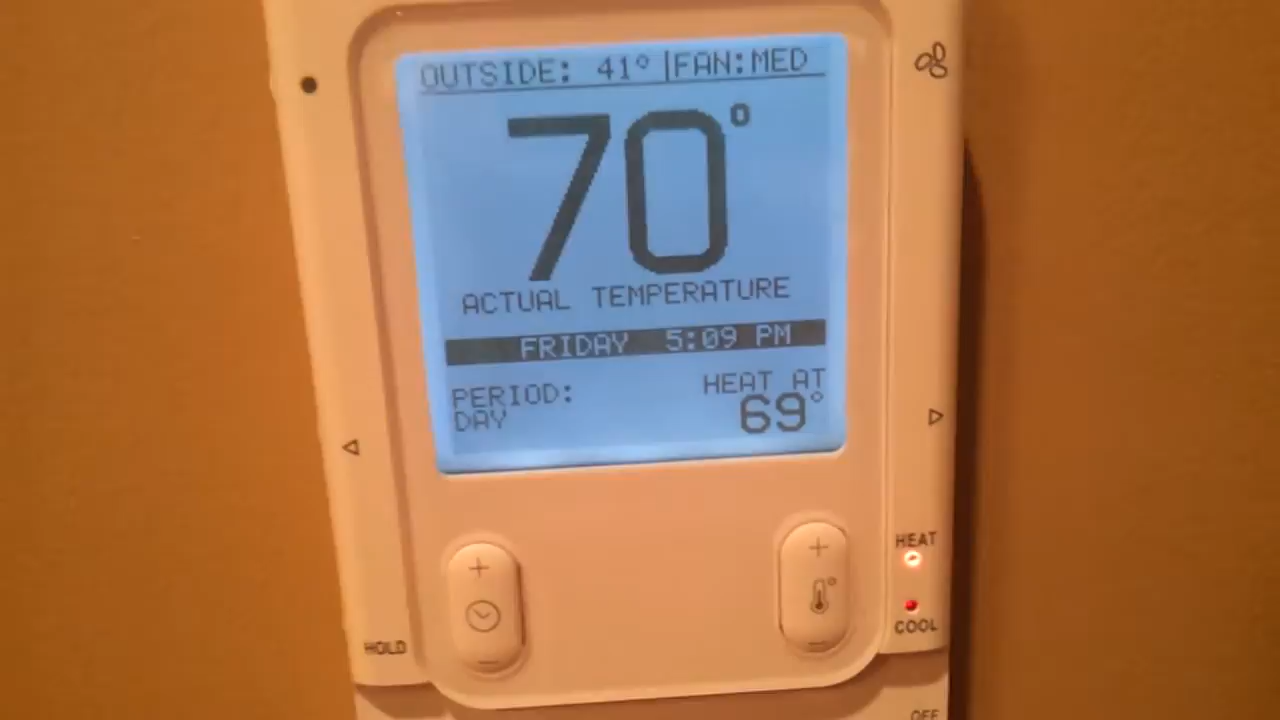 OUTSIDE: 41° |FAN:MED
70°
ACTUAL TEMPERATURE
FRIDAY 5:09 PM
PERIOD:
DAY
HEAT AT
69°
HEAT
COOL
HOLD
OFF